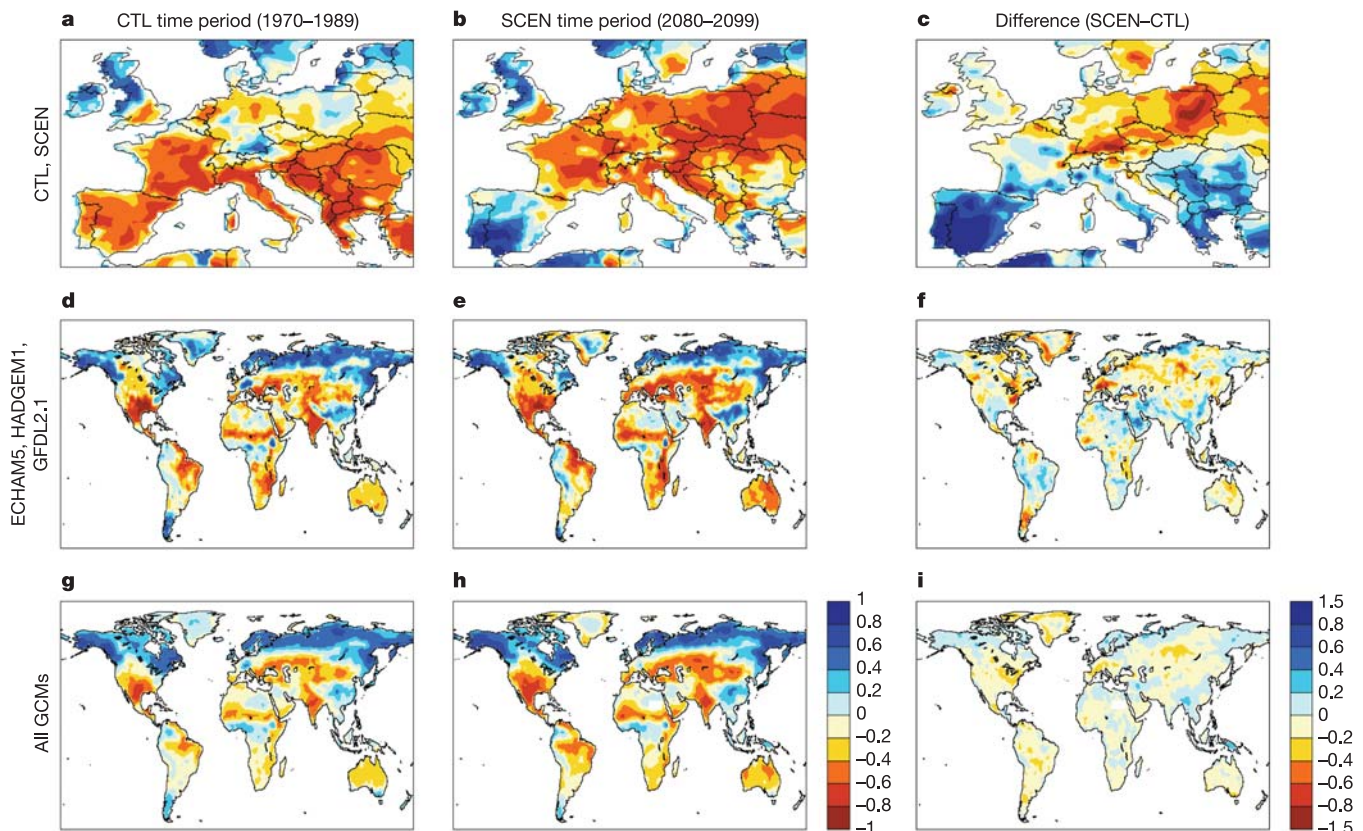 a CTL time period (1970–1989)
b SCEN time period (2080–2099)
c Difference (SCEN–CTL)
CTL, SCEN
d
e
f
ECHAM5, HADGEM1,
GFDL2.1
g
h
i
All GCMs
1
0.8
0.6
0.4
0.2
0
–0.2
–0.4
–0.6
–0.8
–1
1.5
0.8
0.6
0.4
0.2
0
–0.2
–0.4
–0.6
–0.8
–1.5